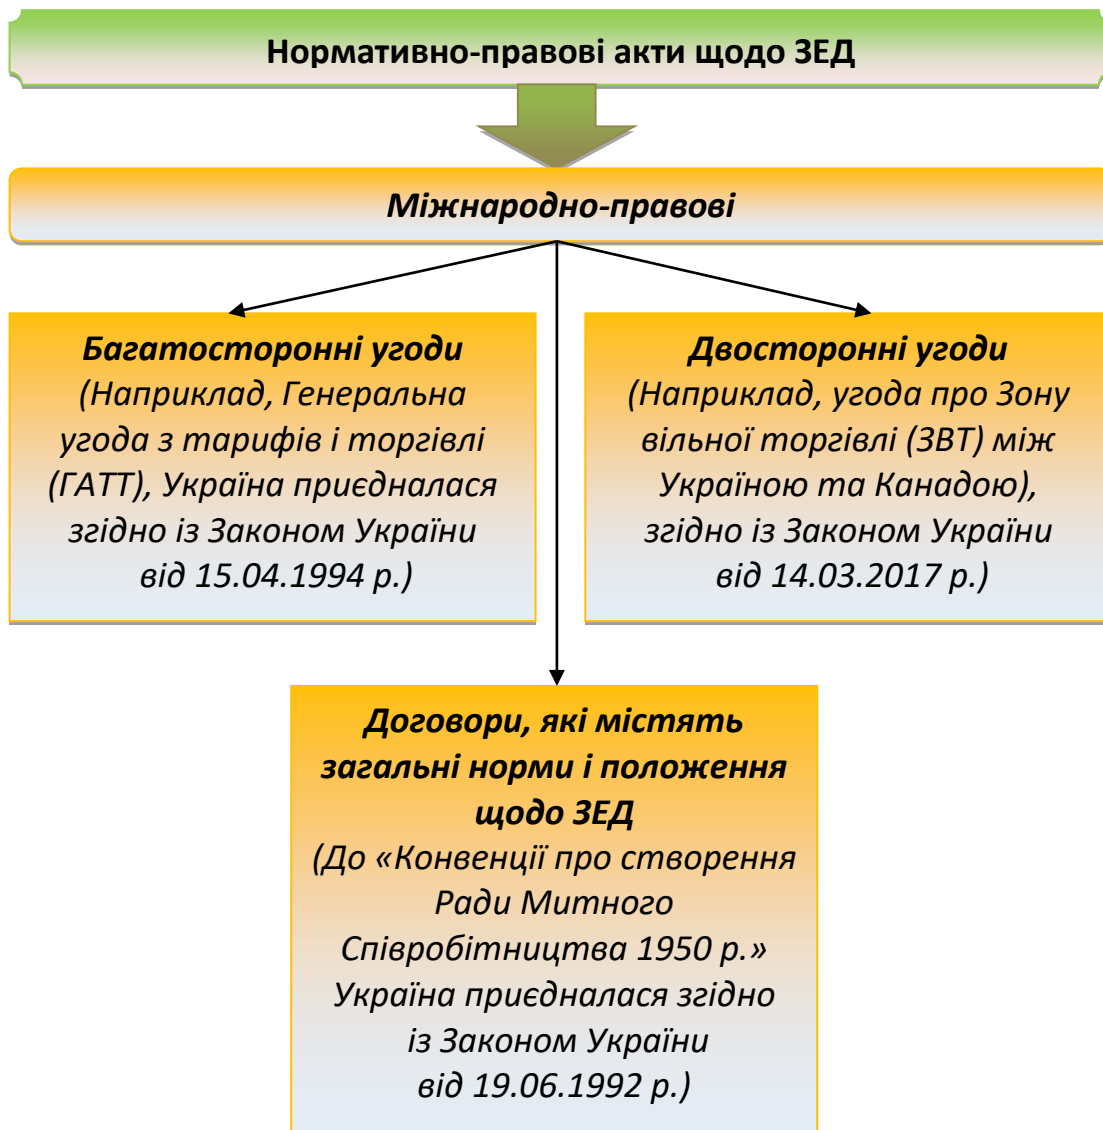 Нормативно-правові акти щодо ЗЕД
Міжнародно-правові
Багатосторонні угоди
(Наприклад, Генеральна
угода з тарифів і торгівлі
(ГАТТ), Україна приєдналася
згідно із Законом України
від 15.04.1994 р.)
Двосторонні угоди
(Наприклад, угода про Зону
вільної торгівлі (ЗВТ) між
Україною та Канадою),
згідно із Законом України
від 14.03.2017 р.)
Договори, які містять
загальні норми і положення
щодо ЗЕД
(До «Конвенції про створення
Ради Митного
Співробітництва 1950 р.»
Україна приєдналася згідно
із Законом України
від 19.06.1992 р.)